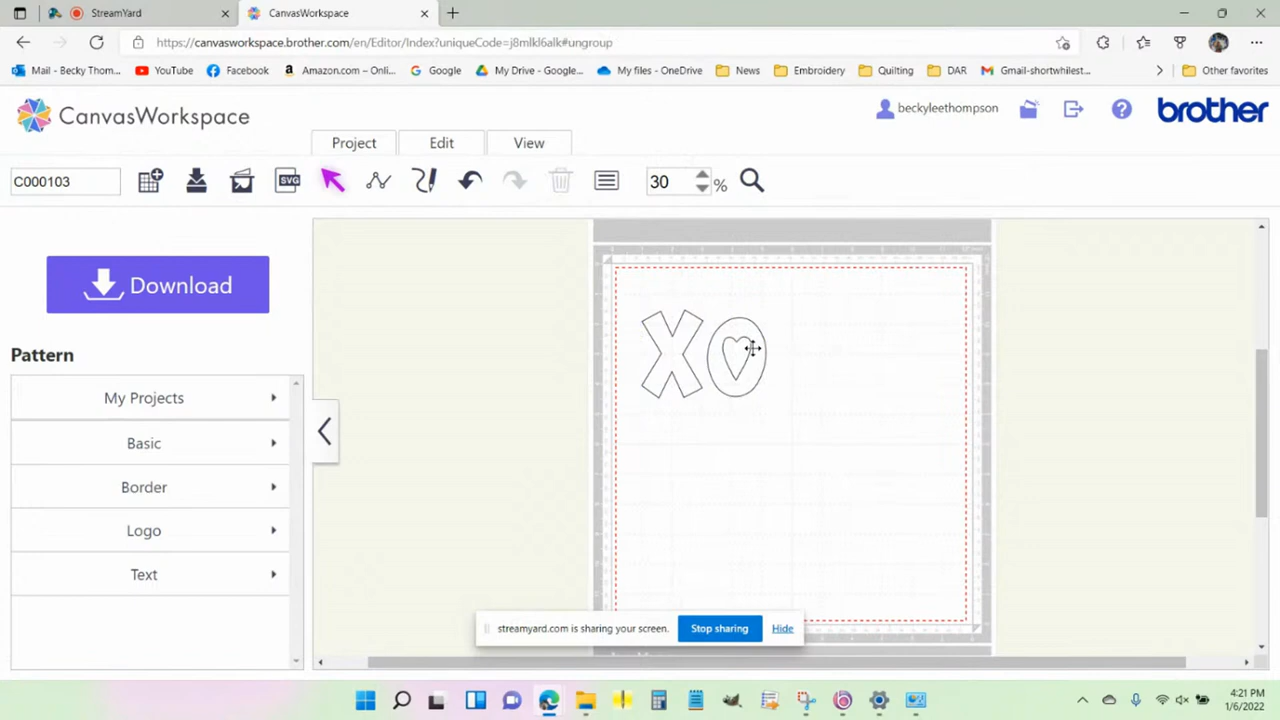 StreamYard
CanvasWorkspace
https://canvasworkspace.brother.com/en/Editor/Index?uniqueCode=j8mlkl6alk#ungroup
Mail - Becky Thom...
YouTube
Facebook
Amazon.com – Onli...
Google
My Drive - Google...
My files - OneDrive
News
Embroidery
Quilting
DAR
Gmail-shortwhilest...
Other favorites
CanvasWorkspace
beckyleethompson
brother
Project
Edit
View
C000103
SVG
30
%
Download
Pattern
My Projects
Basic
Border
Logo
Text
XO
streamyard.com is sharing your screen.
Stop sharing
Hide
4:21 PM
1/6/2022